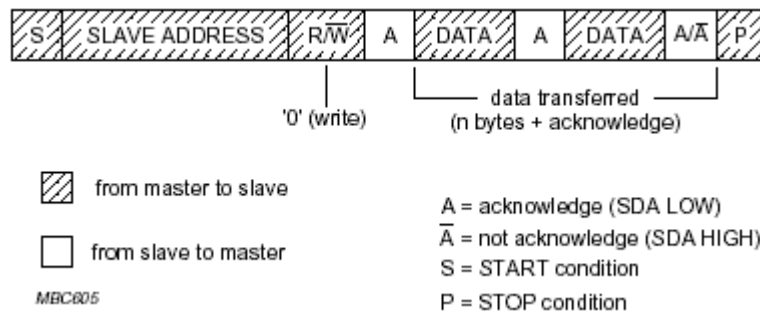 S SLAVE ADDRESS R/W̅ A DATA A DATA A/A̅ P
'0' (write)
data transferred
(n bytes + acknowledge)
from master to slave
from slave to master
MBC605
A = acknowledge (SDA LOW)
A̅ = not acknowledge (SDA HIGH)
S = START condition
P = STOP condition